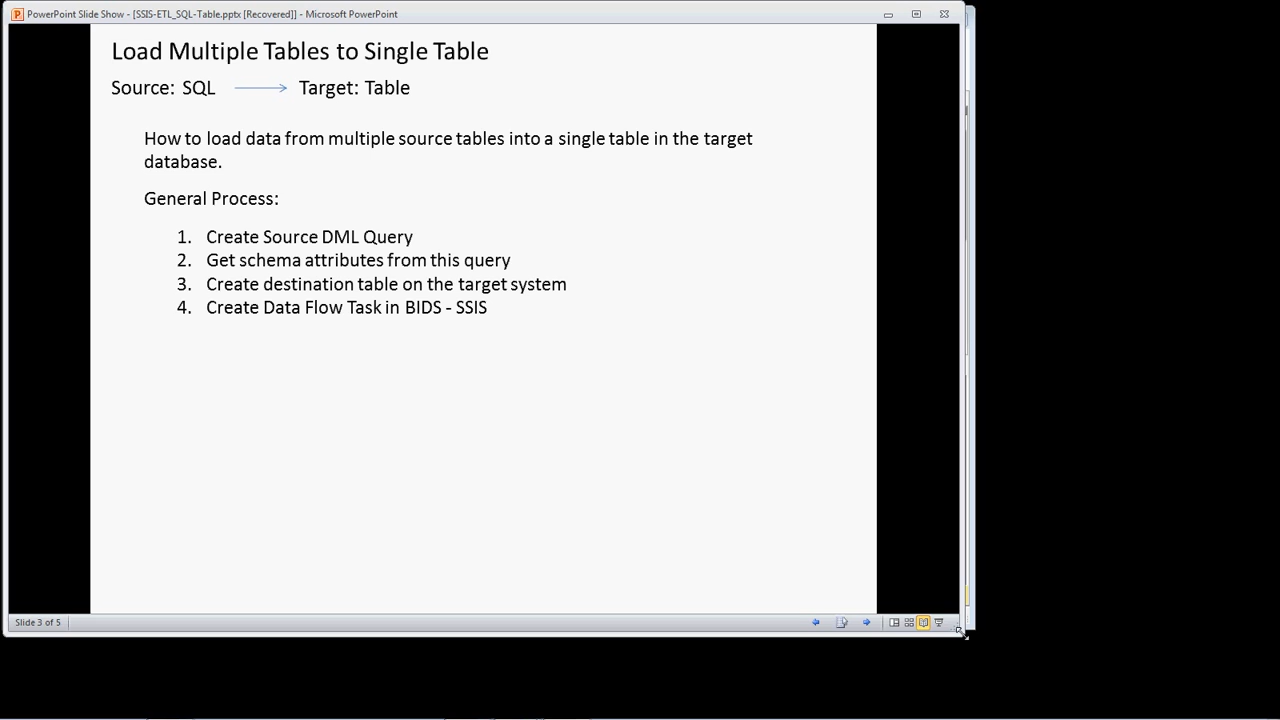 PowerPoint Slide Show - [SSIS-ETL_SQL-Table.pptx [Recovered]] - Microsoft PowerPoint
Load Multiple Tables to Single Table
Source: SQL Target: Table
How to load data from multiple source tables into a single table in the target
database.
General Process:
1. Create Source DML Query
2. Get schema attributes from this query
3. Create destination table on the target system
4. Create Data Flow Task in BIDS - SSIS
Slide 3 of 5